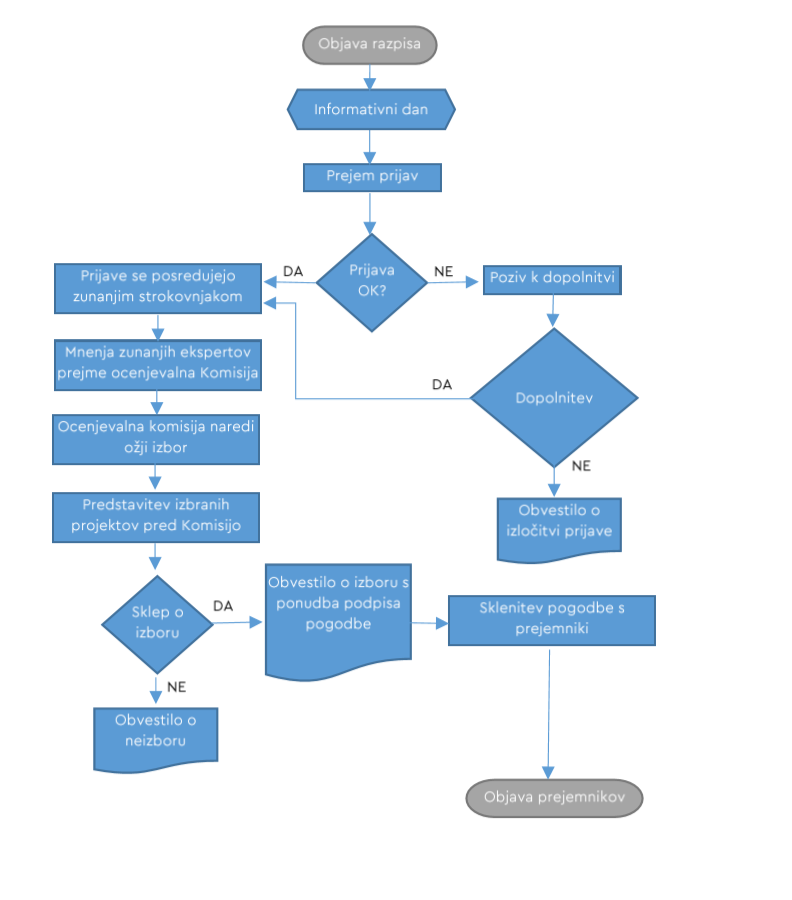 Objava razpisa
Informativni dan
Prejem prijav
Prijava
OK?
DA
NE
Prijave se posredujejo
zunanjim strokovnjakom
Poziv k dopolnitvi
Mnenja zunanjih ekspertov
prejme ocenjevalna Komisija
DA
Dopolnitev
Ocenjevalna komisija naredi
ožji izbor
NE
Predstavitev izbranih
projektov pred Komisijo
Obvestilo o
izločitvi prijave
Sklep o
izboru
DA
Obvestilo o izboru s
ponudba podpisa
pogodbe
Sklenitev pogodbe s
prejemniki
NE
Obvestilo o
neizboru
Objava prejemnikov